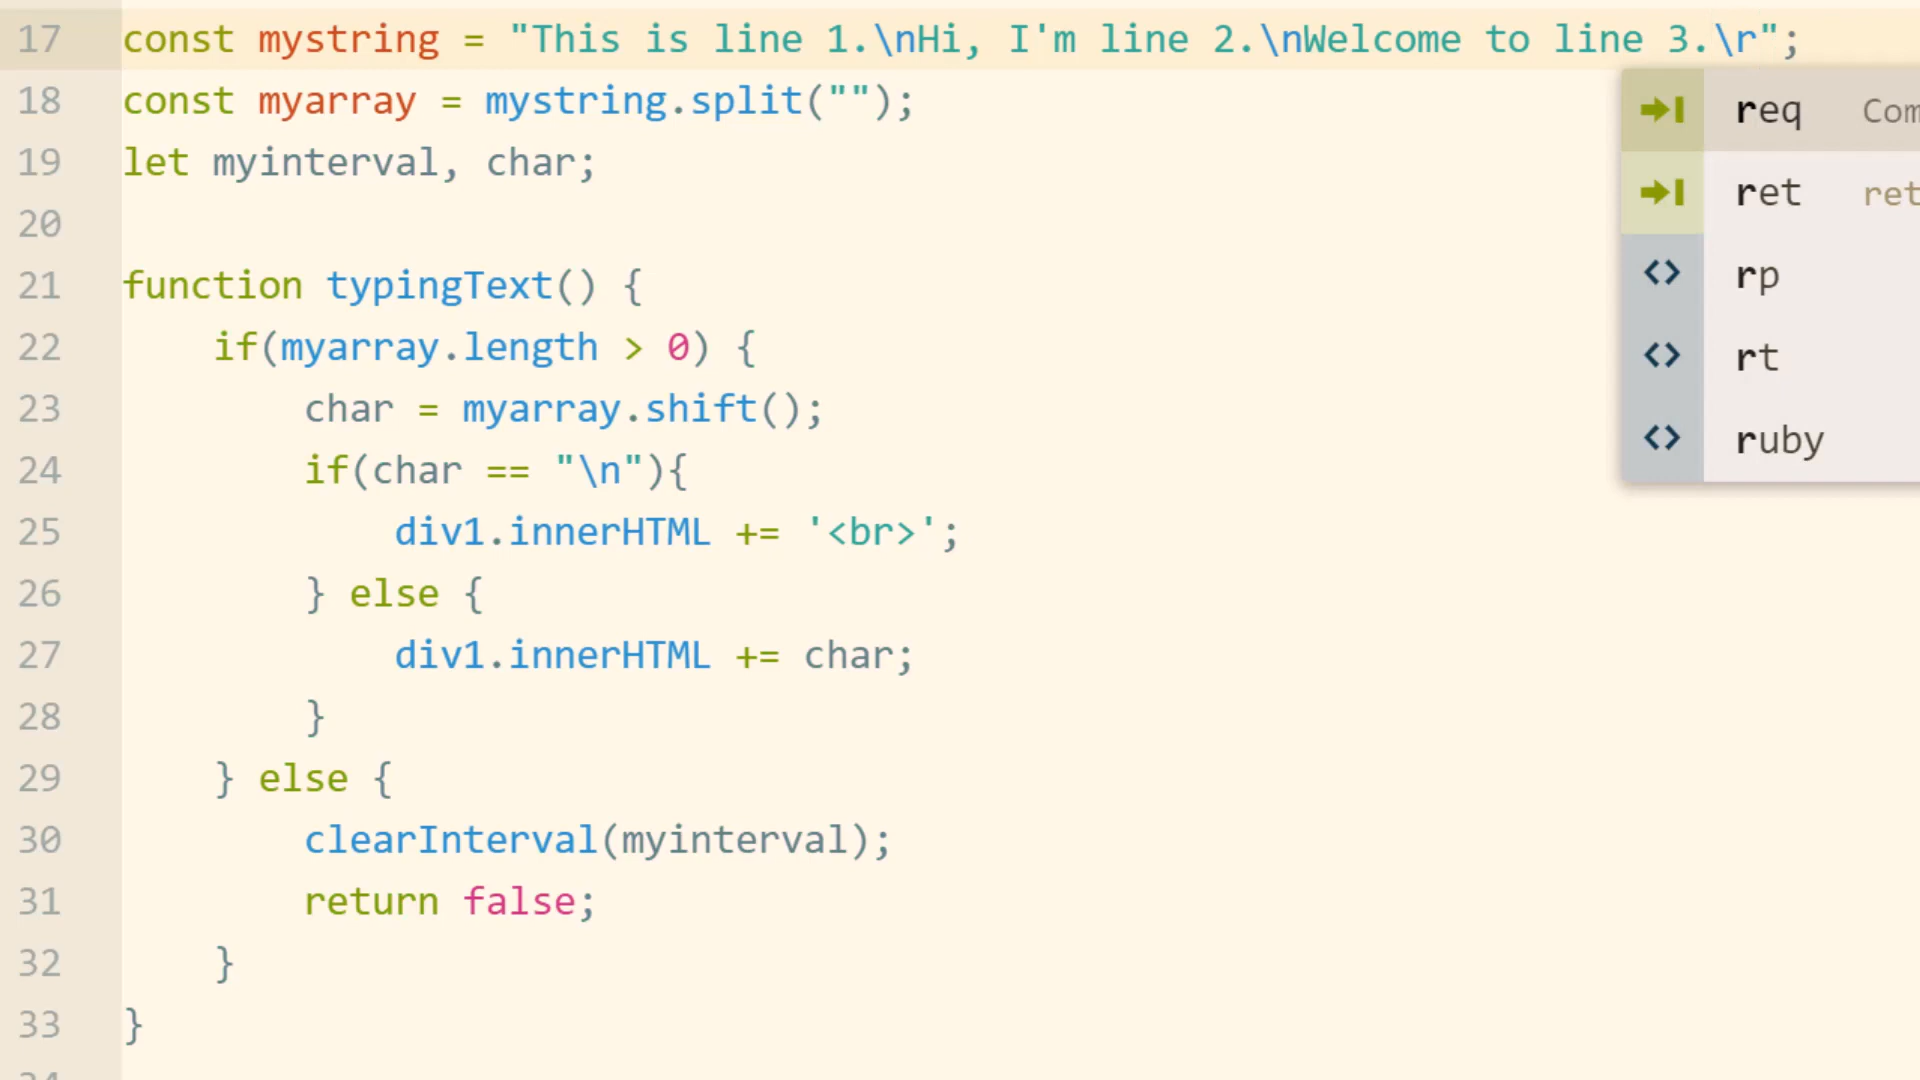 17 const mystring = "This is line 1.\nHi, I'm line 2.\nWelcome to line 3.\r";
18 const myarray = mystring.split("");
19 let myinterval, char;
20
21 function typingText() {
22     if(myarray.length > 0) {
23         char = myarray.shift();
24         if(char == "\n"){
25             div1.innerHTML += '<br>';
26         } else {
27             div1.innerHTML += char;
28         }
29     } else {
30         clearInterval(myinterval);
31         return false;
32     }
33 }
req Com
ret ret
rp
rt
ruby